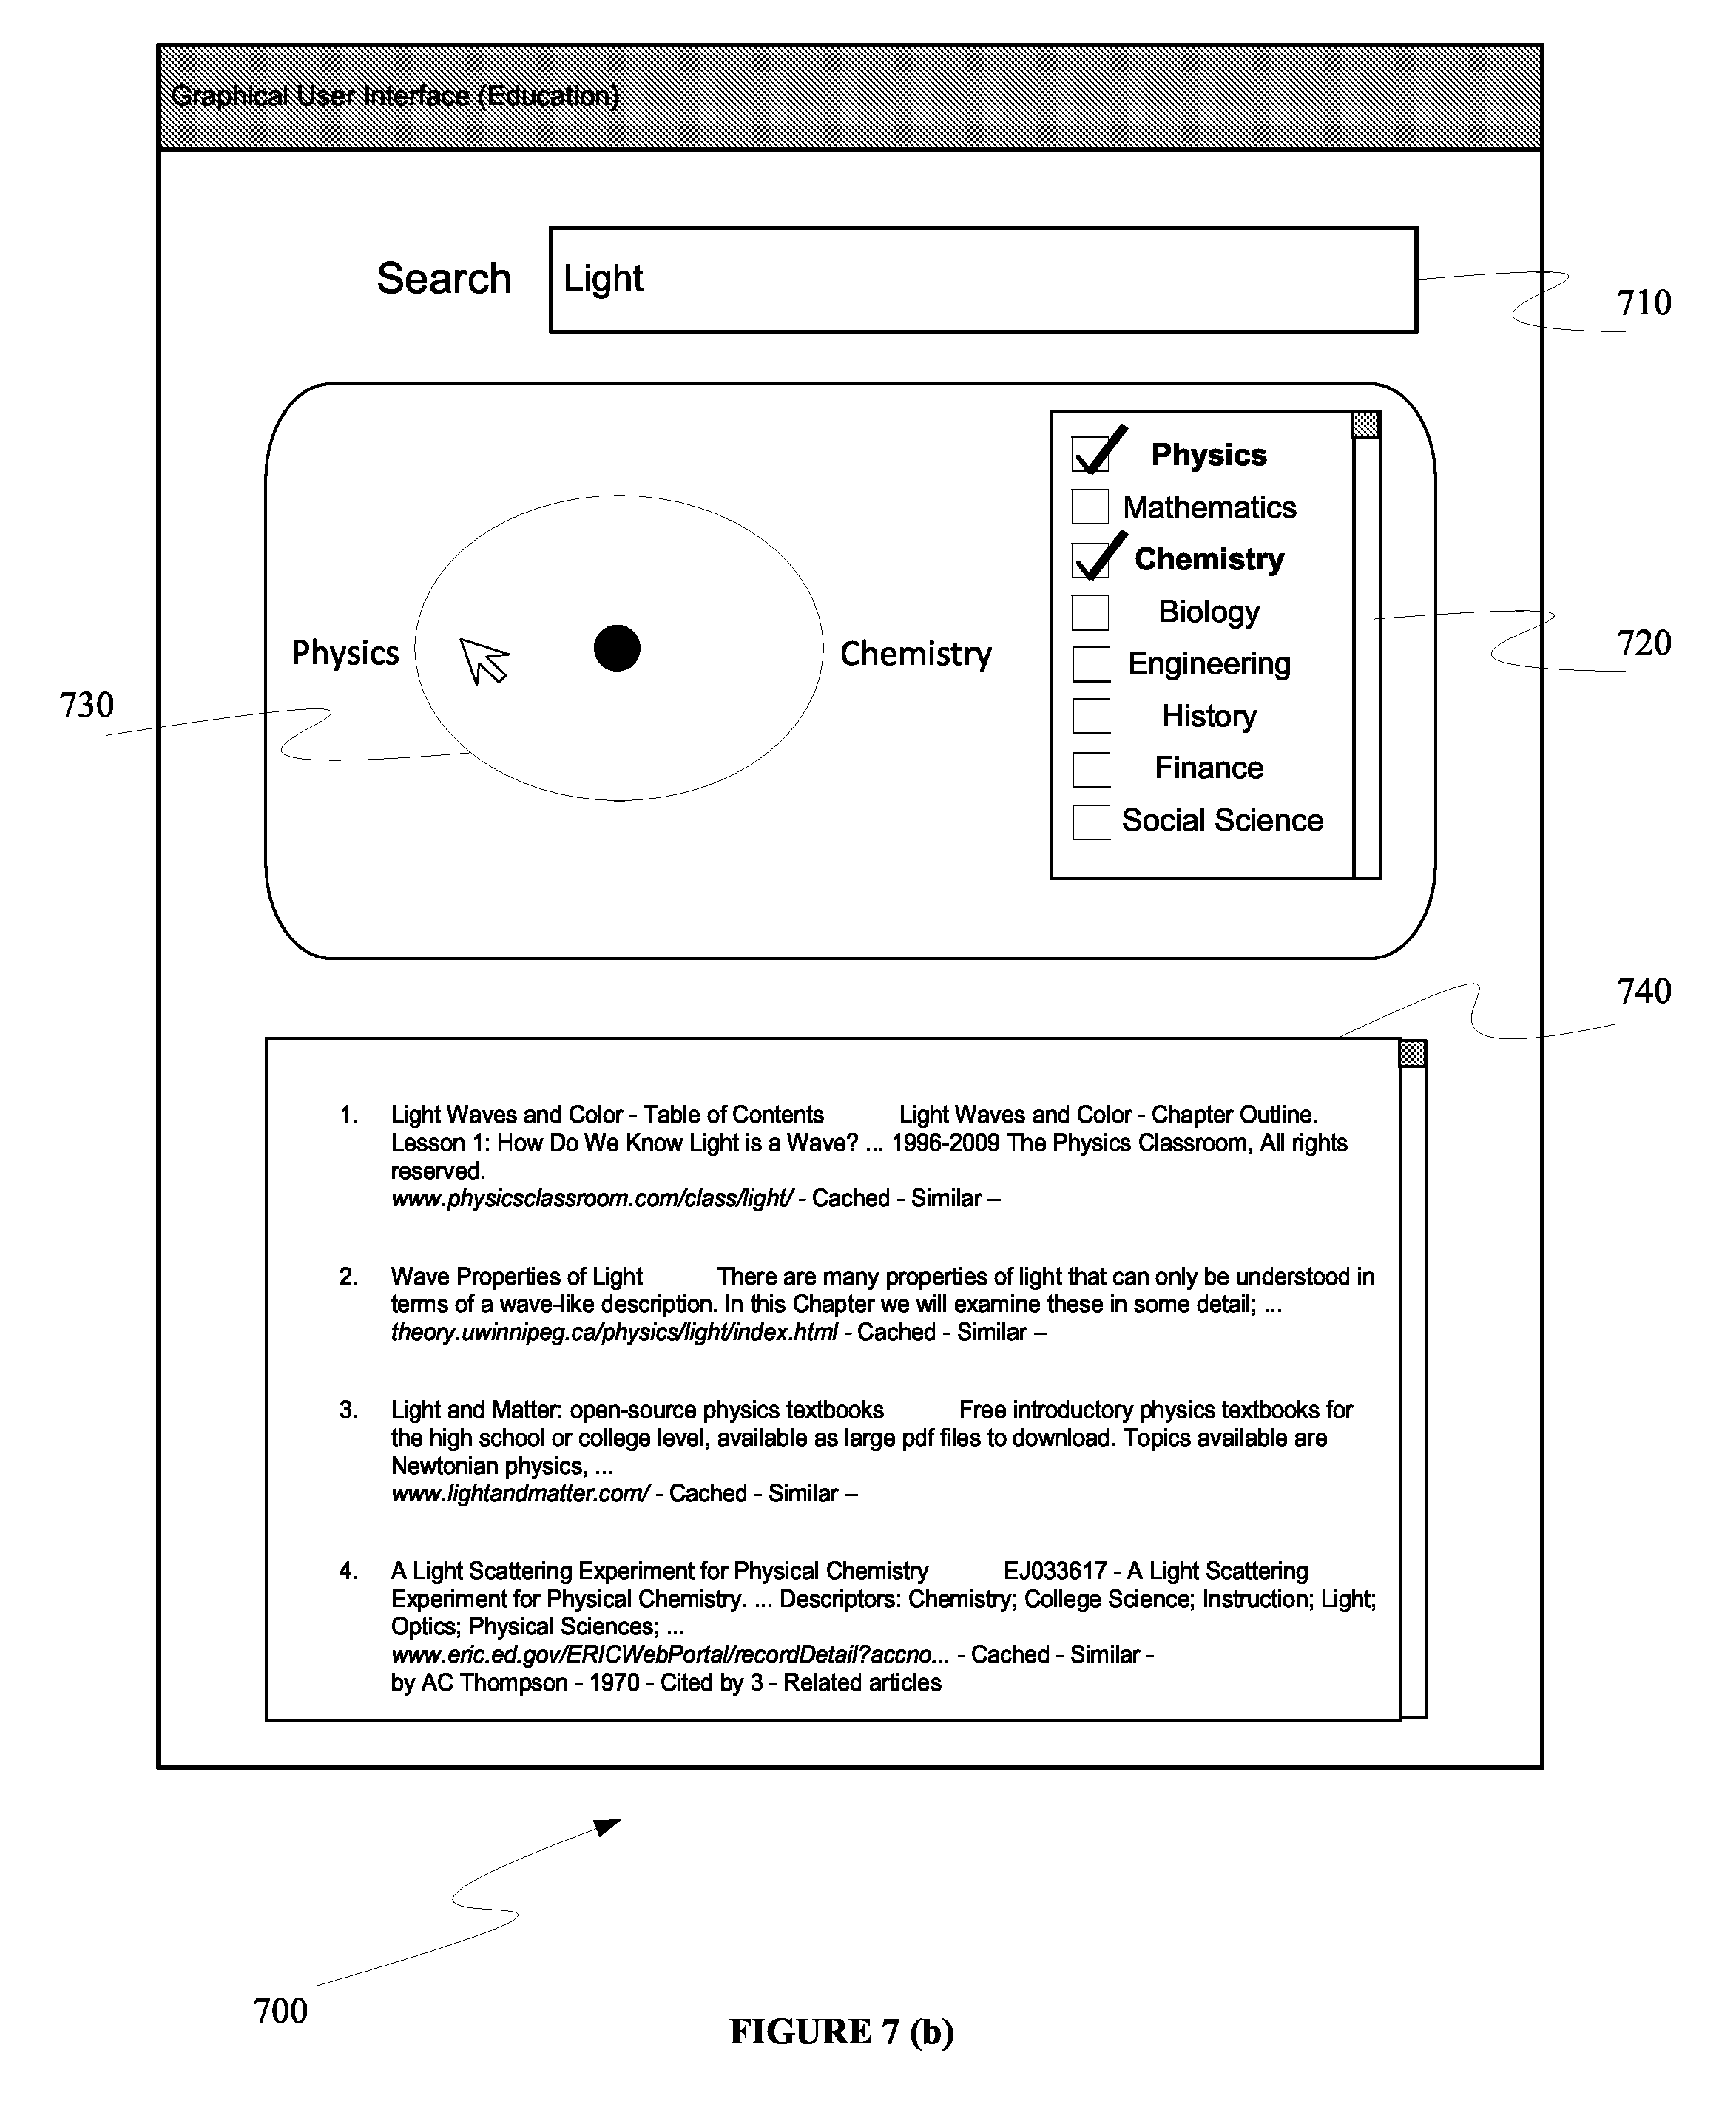 Graphical User Interface (Education)
Search
Light
710
Physics
Mathematics
Chemistry
Biology
Engineering
History
Finance
Social Science
720
Physics
Chemistry
730
740
1. Light Waves and Color - Table of Contents Light Waves and Color - Chapter Outline.
Lesson 1: How Do We Know Light is a Wave? ... 1996-2009 The Physics Classroom, All rights
reserved.
www.physicsclassroom.com/class/light/ - Cached - Similar –
2. Wave Properties of Light There are many properties of light that can only be understood in
terms of a wave-like description. In this Chapter we will examine these in some detail; ...
theory.uwinnipeg.ca/physics/light/index.html - Cached - Similar –
3. Light and Matter: open-source physics textbooks Free introductory physics textbooks for
the high school or college level, available as large pdf files to download. Topics available are
Newtonian physics, ...
www.lightandmatter.com/ - Cached - Similar –
4. A Light Scattering Experiment for Physical Chemistry EJ033617 - A Light Scattering
Experiment for Physical Chemistry. ... Descriptors: Chemistry; College Science; Instruction; Light;
Optics; Physical Sciences; ...
www.eric.ed.gov/ERICWebPortal/recordDetail?accno... - Cached - Similar -
by AC Thompson - 1970 - Cited by 3 - Related articles
700
FIGURE 7 (b)